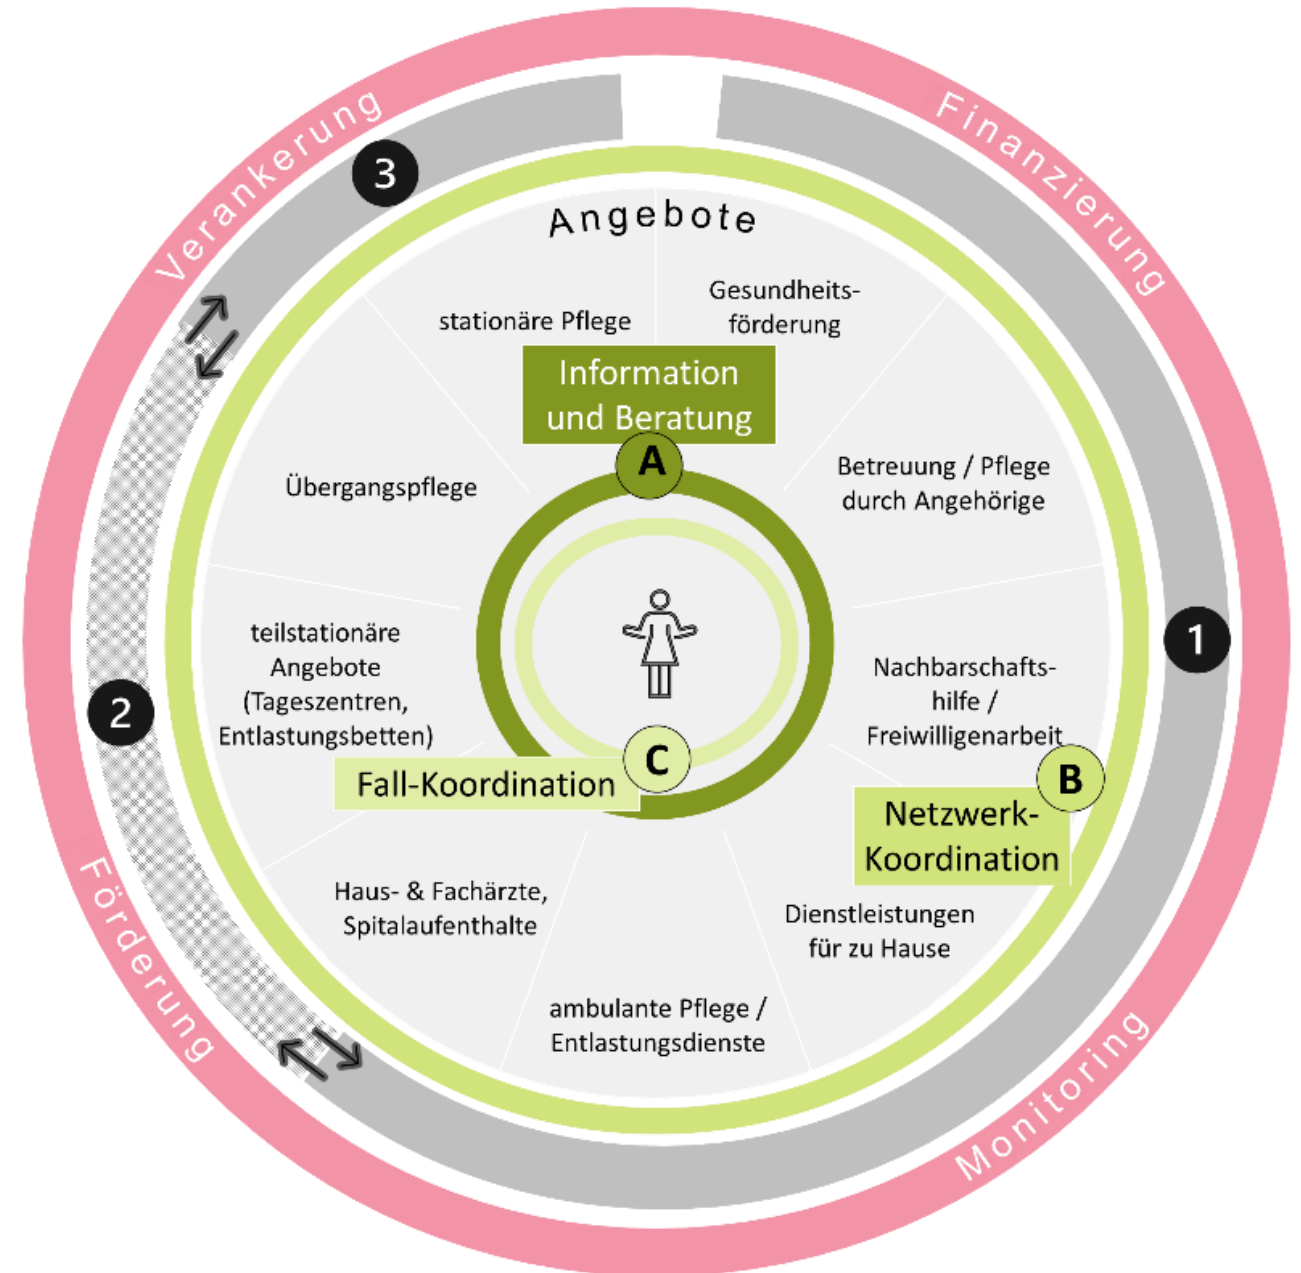 Verankerung
Finanzierung
3
Angebote
Gesundheits-
förderung
stationäre Pflege
Information
und Beratung
A
Betreuung / Pflege
durch Angehörige
Übergangspflege
1
teilstationäre
Angebote
(Tageszentren,
Entlastungsbetten)
Nachbarschafts-
hilfe /
Freiwilligenarbeit
2
C
Fall-Koordination
B
Netzwerk-
Koordination
Haus- & Fachärzte,
Spitalaufenthalte
Dienstleistungen
für zu Hause
ambulante Pflege /
Entlastungsdienste
Förderung
Monitoring